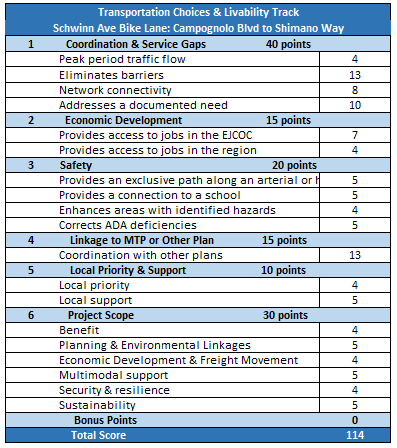 Transportation Choices & Livability Track
Schwinn Ave Bike Lane: Campognolo Blvd to Shimano Way
1 Coordination & Service Gaps 40 points
Peak period traffic flow 4
Eliminates barriers 13
Network connectivity 8
Addresses a documented need 10
2 Economic Development 15 points
Provides access to jobs in the EJCOC 7
Provides access to jobs in the region 4
3 Safety 20 points
Provides an exclusive path along an arterial or h 5
Provides a connection to a school 5
Enhances areas with identified hazards 4
Corrects ADA deficiencies 5
4 Linkage to MTP or Other Plan 15 points
Coordination with other plans 13
5 Local Priority & Support 10 points
Local priority 4
Local support 5
6 Project Scope 30 points
Benefit 4
Planning & Environmental Linkages 5
Economic Development & Freight Movement 4
Multimodal support 5
Security & resilience 4
Sustainability 5
Bonus Points 0
Total Score 114